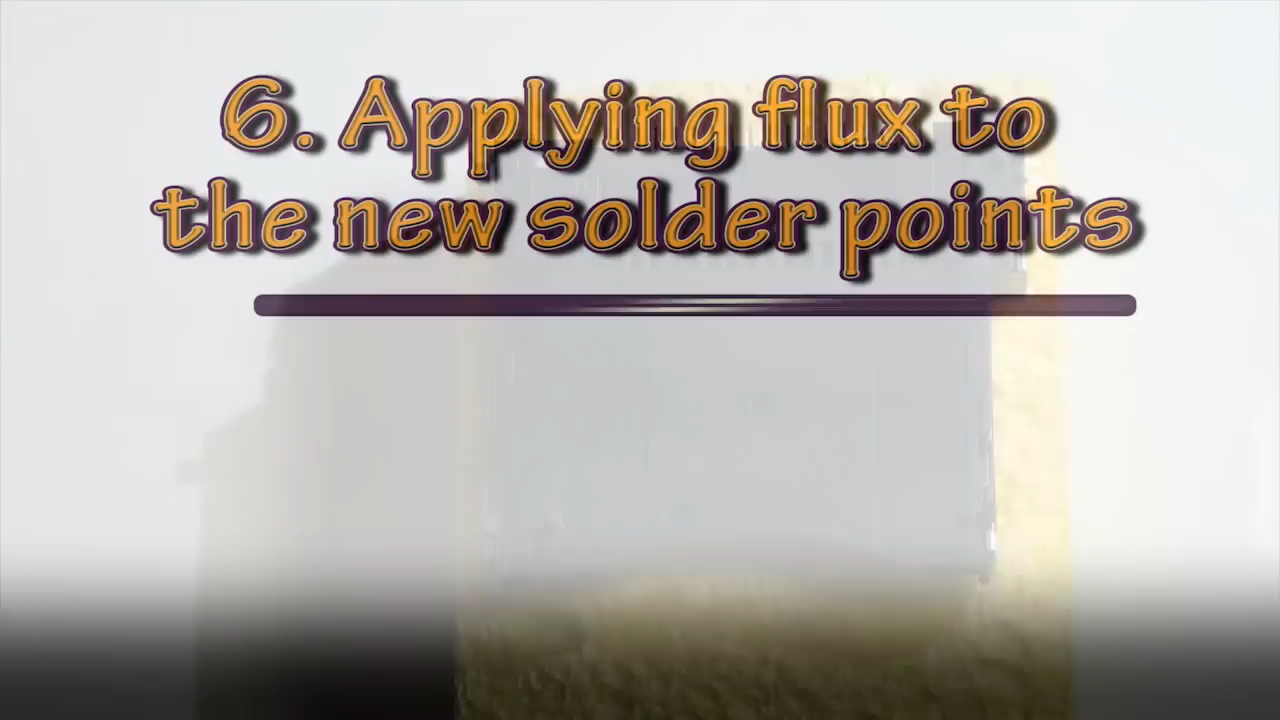 6. Applying flux to
the new solder points